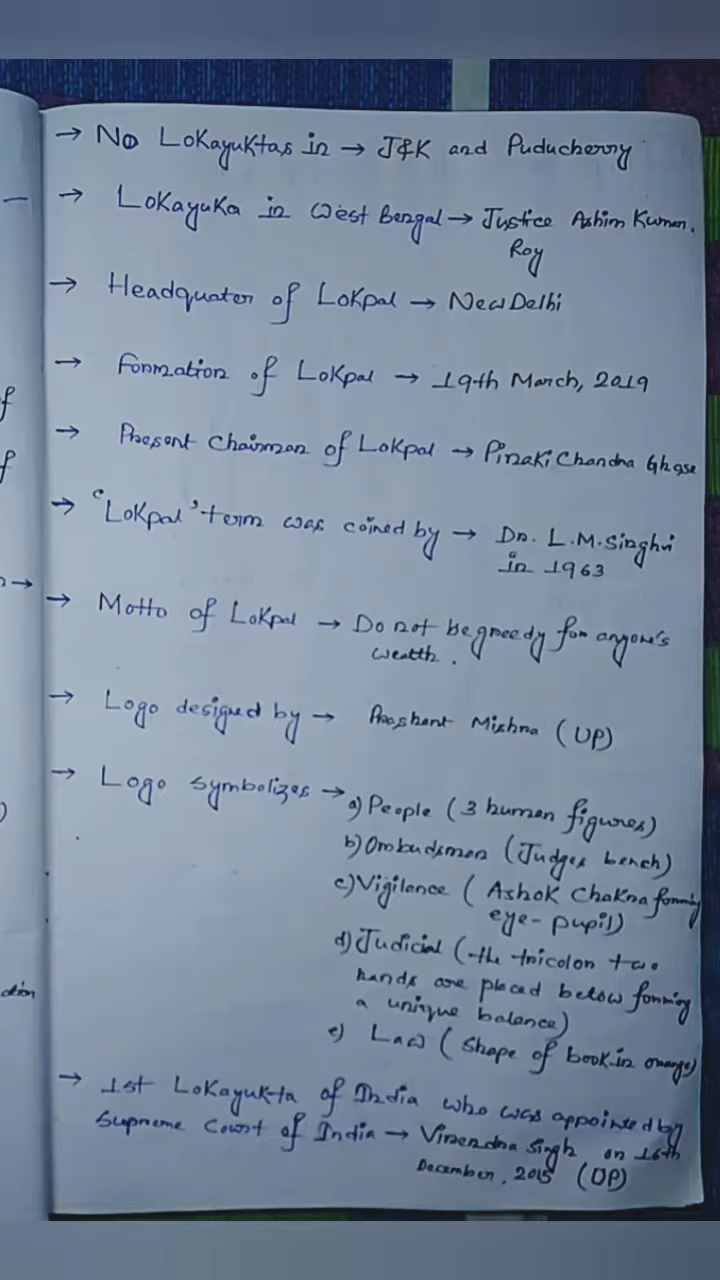 → No Lokayuktas in → J&K and Puducherry
→ Lokayuka in West Bengal → Justice Ashim Kumar.
Roy
→ Headquater of Lokpal → New Delhi
→ Formation of Lokpal → 19th March, 2019
→ Present Chairman of Lokpal → Pinaki Chandra Ghose
→ 'Lokpal' term was coined by → Dr. L.M. Singhvi
in 1963
→ Motto of Lokpal → Do not be greedy for anyone's
wealth.
→ Logo designed by → Prashant Mishra (UP)
→ Logo symbolizes → a) People (3 human figures)
b) Ombudsman (Judges bench)
c) Vigilance (Ashok Chakra forming
eye-pupil)
d) Judicial (the tricolor two
hands are placed below forming
a unique balance)
e) Law (Shape of book in orange)
→ 1st Lokayukta of India who was appointed by
Supreme Court of India → Virendra Singh on 16th
December, 2015 (UP)
f
f
→
dion